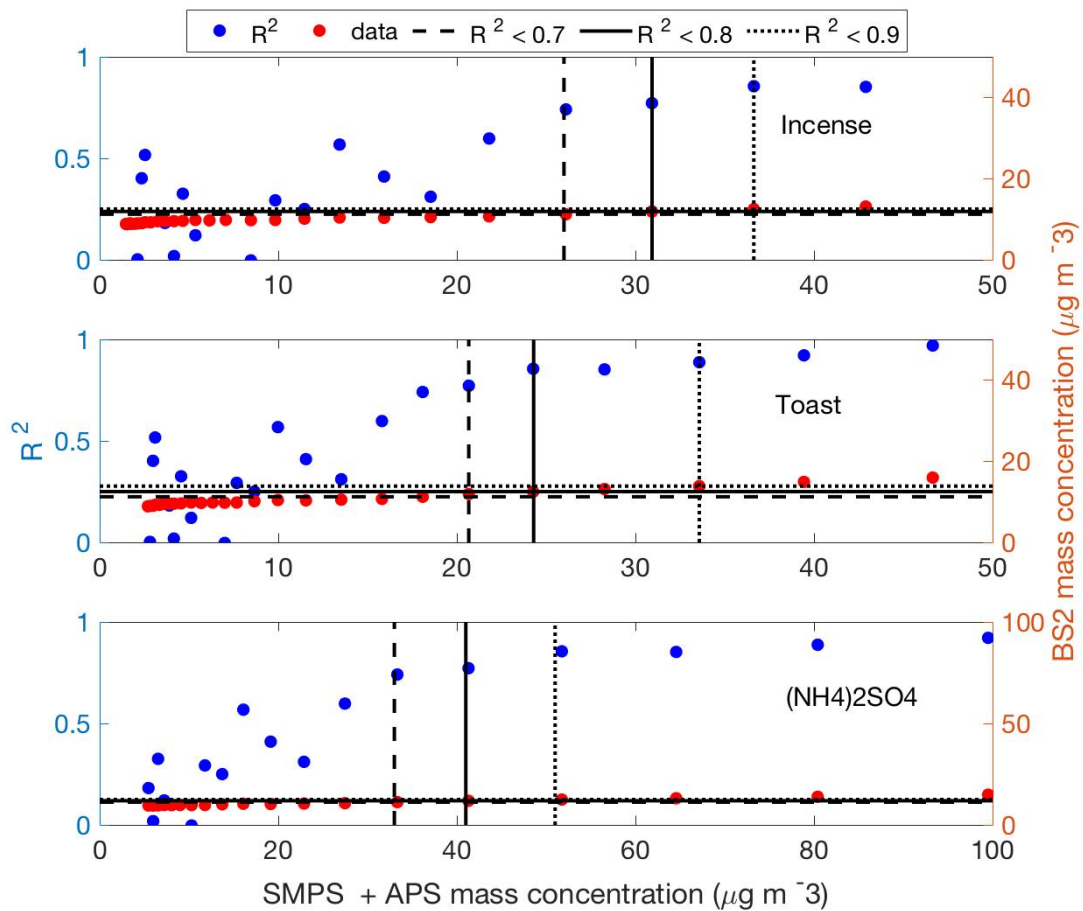 R2 data R 2 < 0.7 R 2 < 0.8 R 2 < 0.9
1 0.5 0
40 20 0
Incense
0 10 20 30 40 50
1 0.5 0
40 20 0
Toast
0 10 20 30 40 50
1 0.5 0
100 50 0
(NH4)2SO4
0 20 40 60 80 100
R 2
BS2 mass concentration (μg m ¯3)
SMPS + APS mass concentration (μg m ¯3)